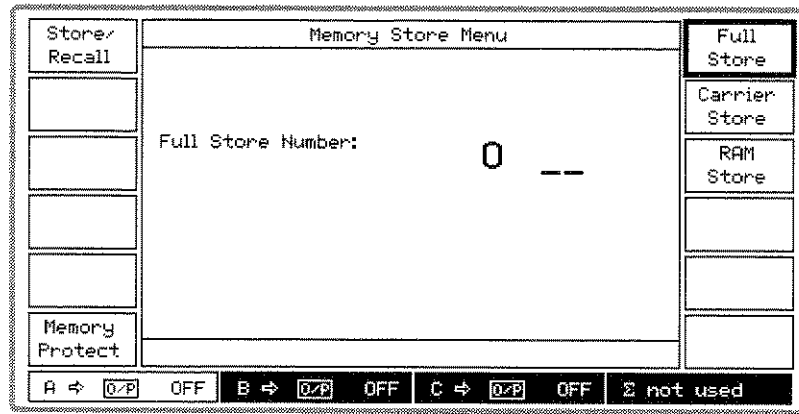 Store/
Recall
Memory Store Menu
Full
Store
Carrier
Store
Full Store Number:
0 __
RAM
Store
Memory
Protect
A ⇨ O/P OFF B ⇨ O/P OFF C ⇨ O/P OFF Σ not used